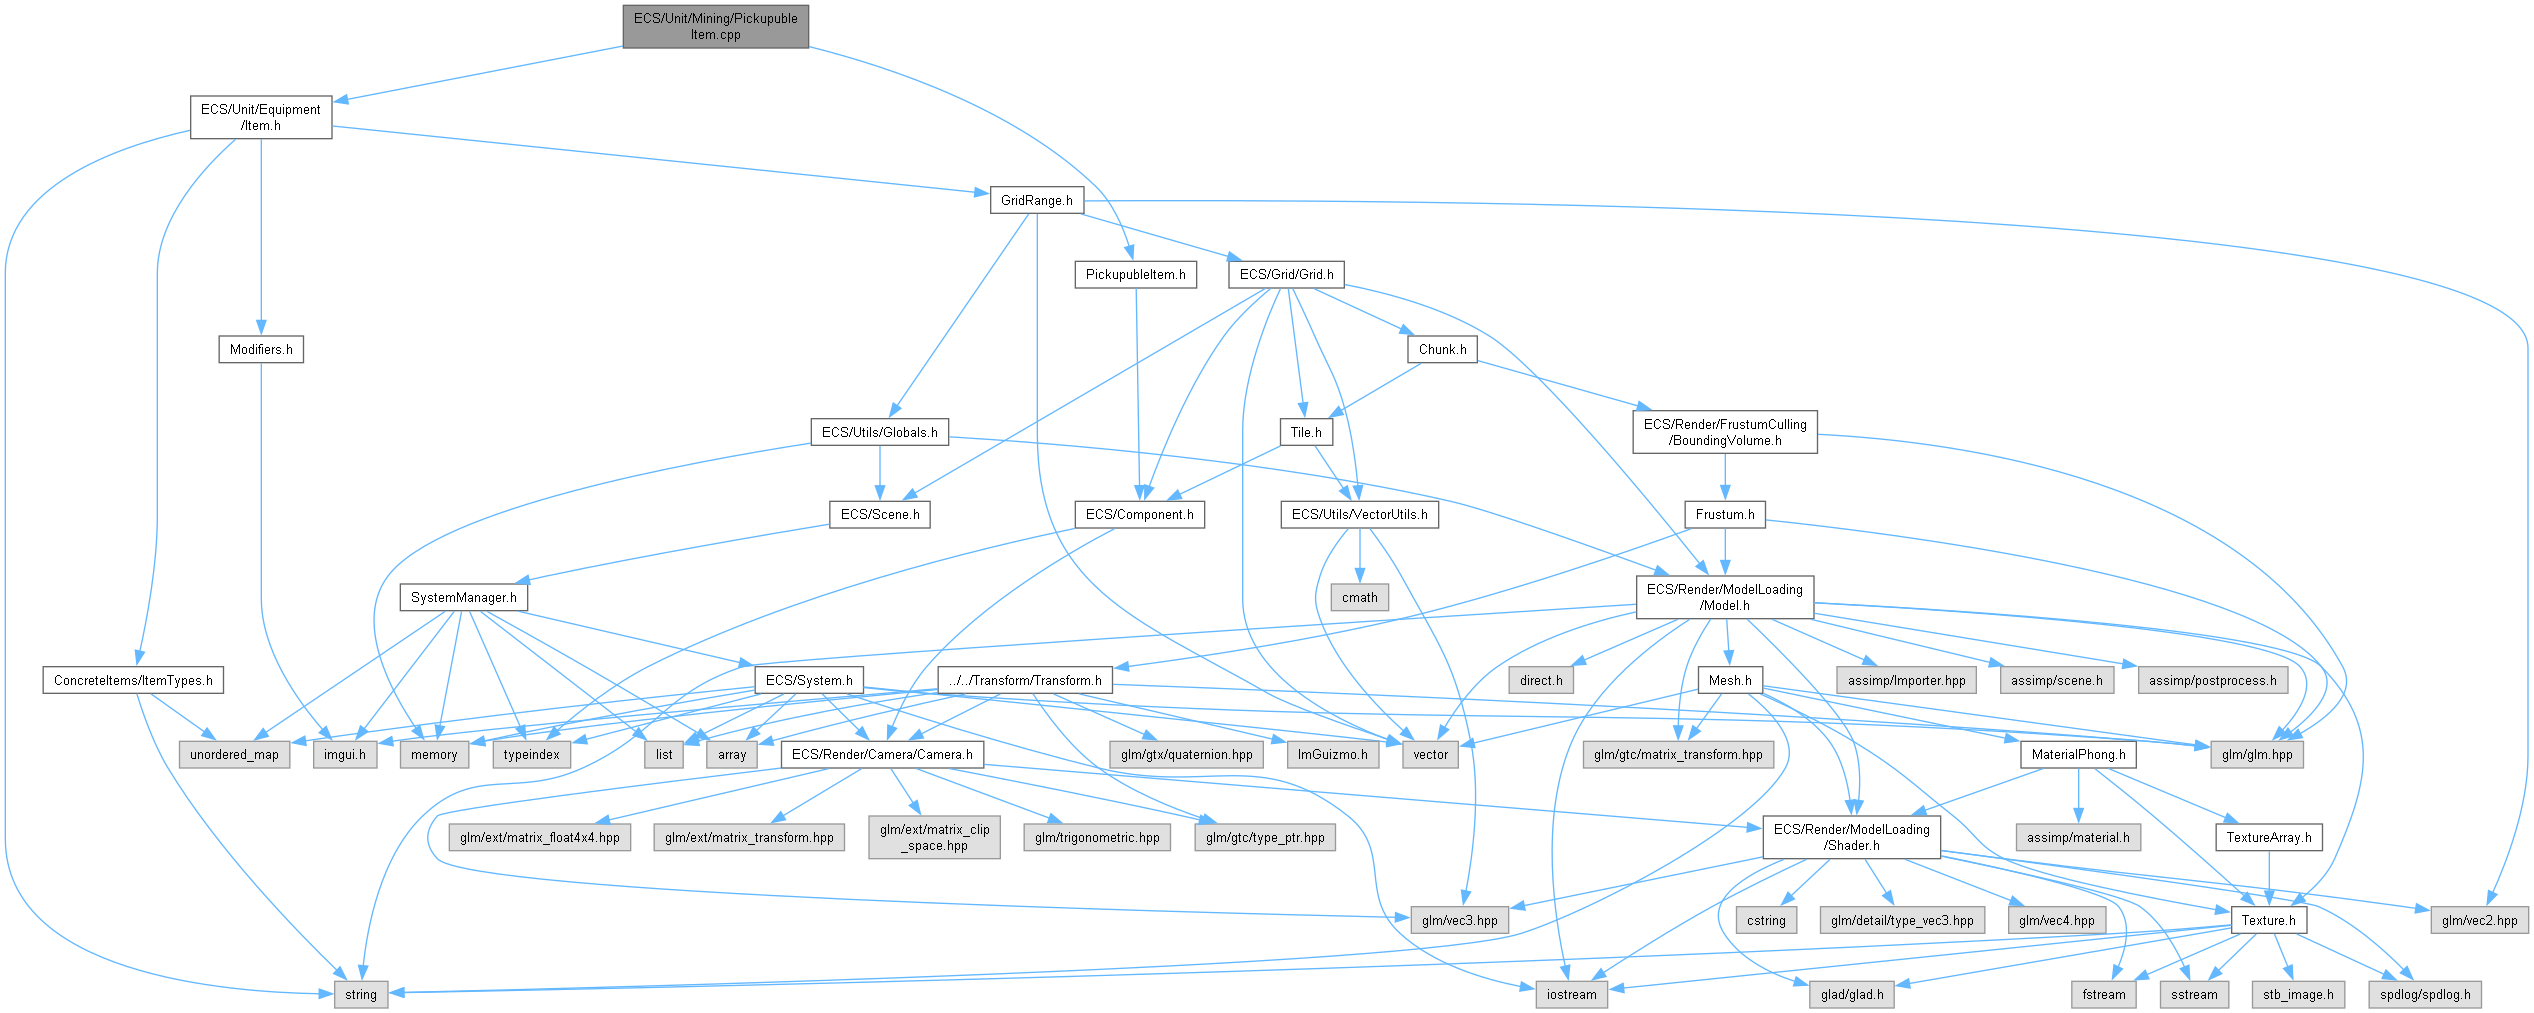 ECS/Unit/Mining/Pickupuble
Item.cpp
ECS/Unit/Equipment
/Item.h
GridRange.h
PickupubleItem.h
ECS/Grid/Grid.h
Modifiers.h
Chunk.h
ECS/Utils/Globals.h
Tile.h
ECS/Render/FrustumCulling
/BoundingVolume.h
ECS/Scene.h
ECS/Component.h
ECS/Utils/VectorUtils.h
Frustum.h
SystemManager.h
cmath
ECS/Render/ModelLoading
/Model.h
ConcreteItems/ItemTypes.h
ECS/System.h
../../Transform/Transform.h
direct.h
Mesh.h
assimp/Importer.hpp
assimp/scene.h
assimp/postprocess.h
unordered_map
imgui.h
memory
typeindex
list
array
ECS/Render/Camera/Camera.h
glm/gtx/quaternion.hpp
ImGuizmo.h
vector
glm/gtc/matrix_transform.hpp
MaterialPhong.h
glm/glm.hpp
glm/ext/matrix_float4x4.hpp
glm/ext/matrix_transform.hpp
glm/ext/matrix_clip
_space.hpp
glm/trigonometric.hpp
glm/gtc/type_ptr.hpp
ECS/Render/ModelLoading
/Shader.h
assimp/material.h
TextureArray.h
glm/vec3.hpp
cstring
glm/detail/type_vec3.hpp
glm/vec4.hpp
Texture.h
glm/vec2.hpp
string
iostream
glad/glad.h
fstream
sstream
stb_image.h
spdlog/spdlog.h